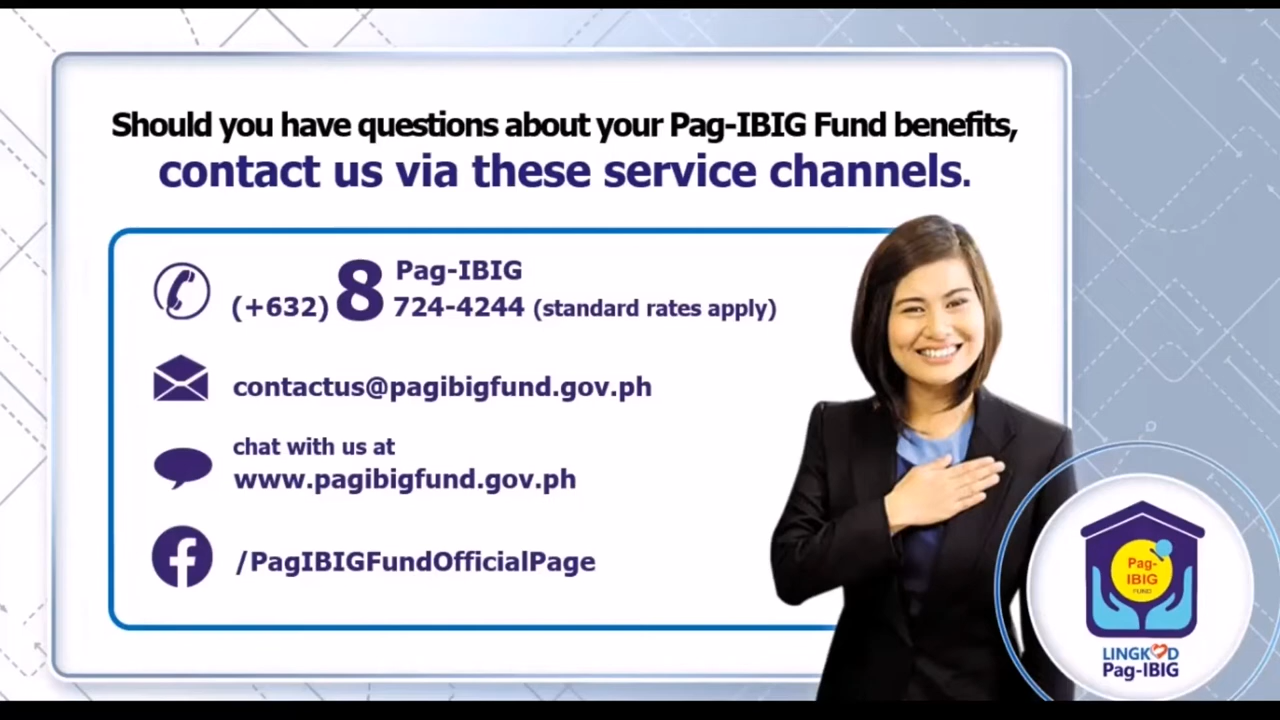 Should you have questions about your Pag-IBIG Fund benefits,
contact us via these service channels.
Pag-IBIG
(+632) 8 724-4244 (standard rates apply)
contactus@pagibigfund.gov.ph
chat with us at
www.pagibigfund.gov.ph
/PagIBIGFundOfficialPage
Pag-
IBIG
FUND
LINGKOD
Pag-IBIG